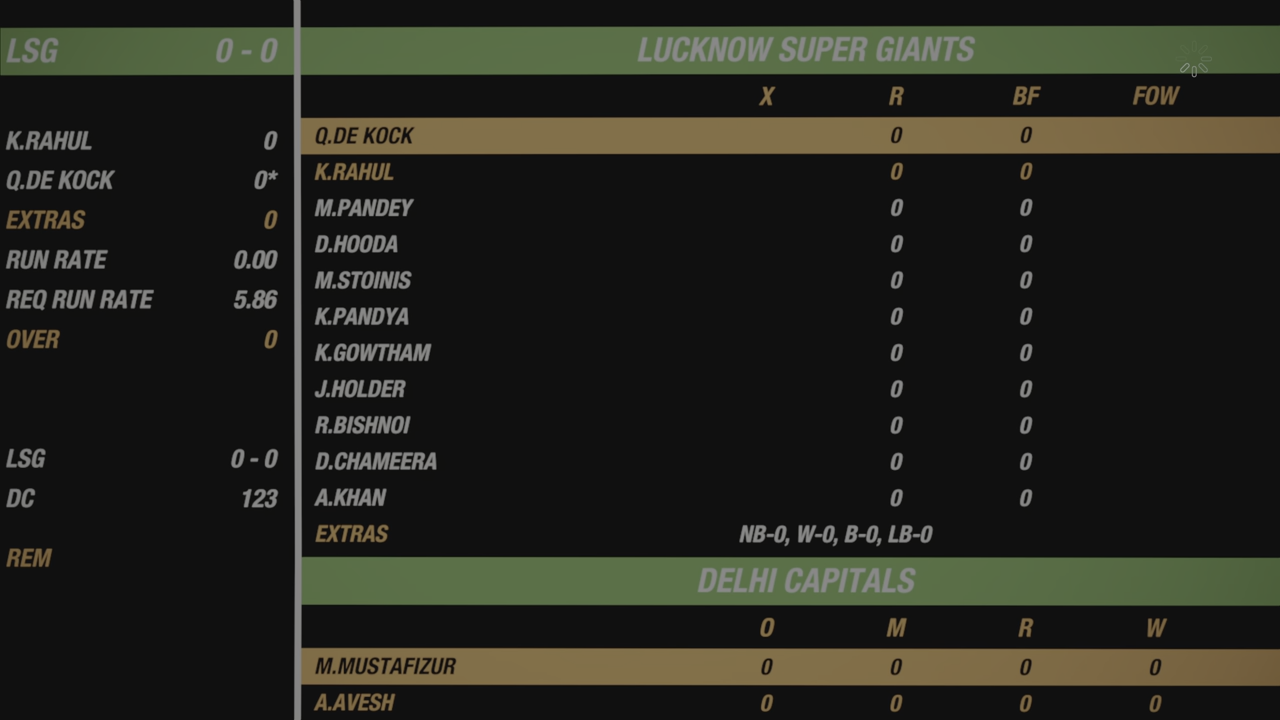 LSG 0 - 0
K.RAHUL 0
Q.DE KOCK 0*
EXTRAS 0
RUN RATE 0.00
REQ RUN RATE 5.86
OVER 0
LSG 0 - 0
DC 123
REM
LUCKNOW SUPER GIANTS
X R BF FOW
Q.DE KOCK 0 0
K.RAHUL 0 0
M.PANDEY 0 0
D.HOODA 0 0
M.STOINIS 0 0
K.PANDYA 0 0
K.GOWTHAM 0 0
J.HOLDER 0 0
R.BISHNOI 0 0
D.CHAMEERA 0 0
A.KHAN 0 0
EXTRAS NB-0, W-0, B-0, LB-0
DELHI CAPITALS
O M R W
M.MUSTAFIZUR 0 0 0 0
A.AVESH 0 0 0 0